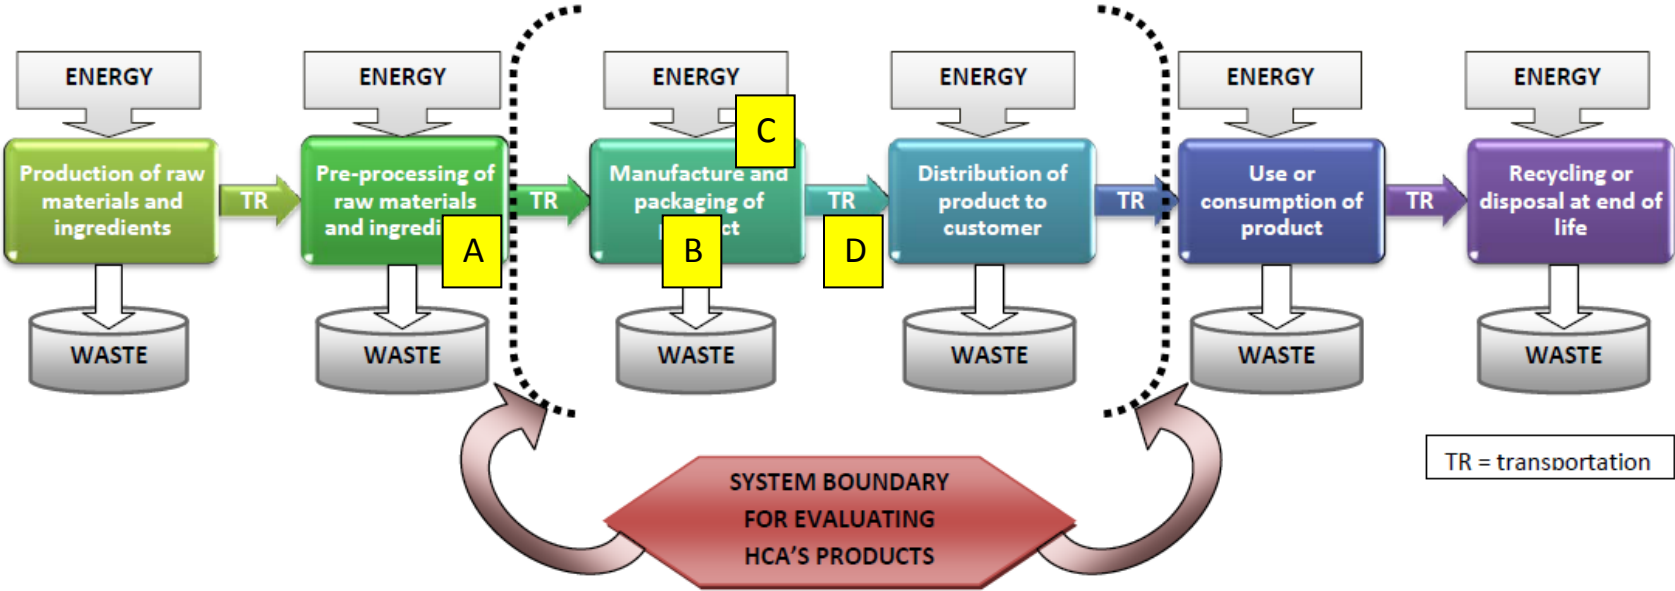 ENERGY
ENERGY
ENERGY
ENERGY
ENERGY
ENERGY
C
Production of raw
materials and
ingredients
TR
Pre-processing of
raw materials
and
A
TR
Manufacture and
packaging of
B
TR
D
Distribution of
product to
customer
TR
Use or
consumption of
product
TR
Recycling or
disposal at end of
life
WASTE
WASTE
WASTE
WASTE
WASTE
WASTE
SYSTEM BOUNDARY
FOR EVALUATING
HCA'S PRODUCTS
TR = transportation